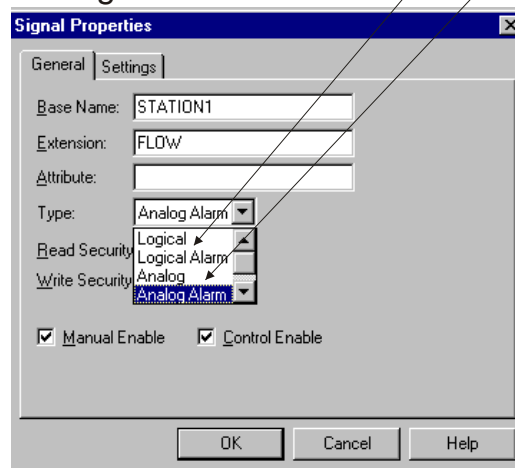 Signal Properties
General Settings
Base Name: STATION1
Extension: FLOW
Attribute:
Type: Analog Alarm
Logical
Read Security Logical Alarm
Write Security Analog
Analog Alarm
Manual Enable Control Enable
OK Cancel Help